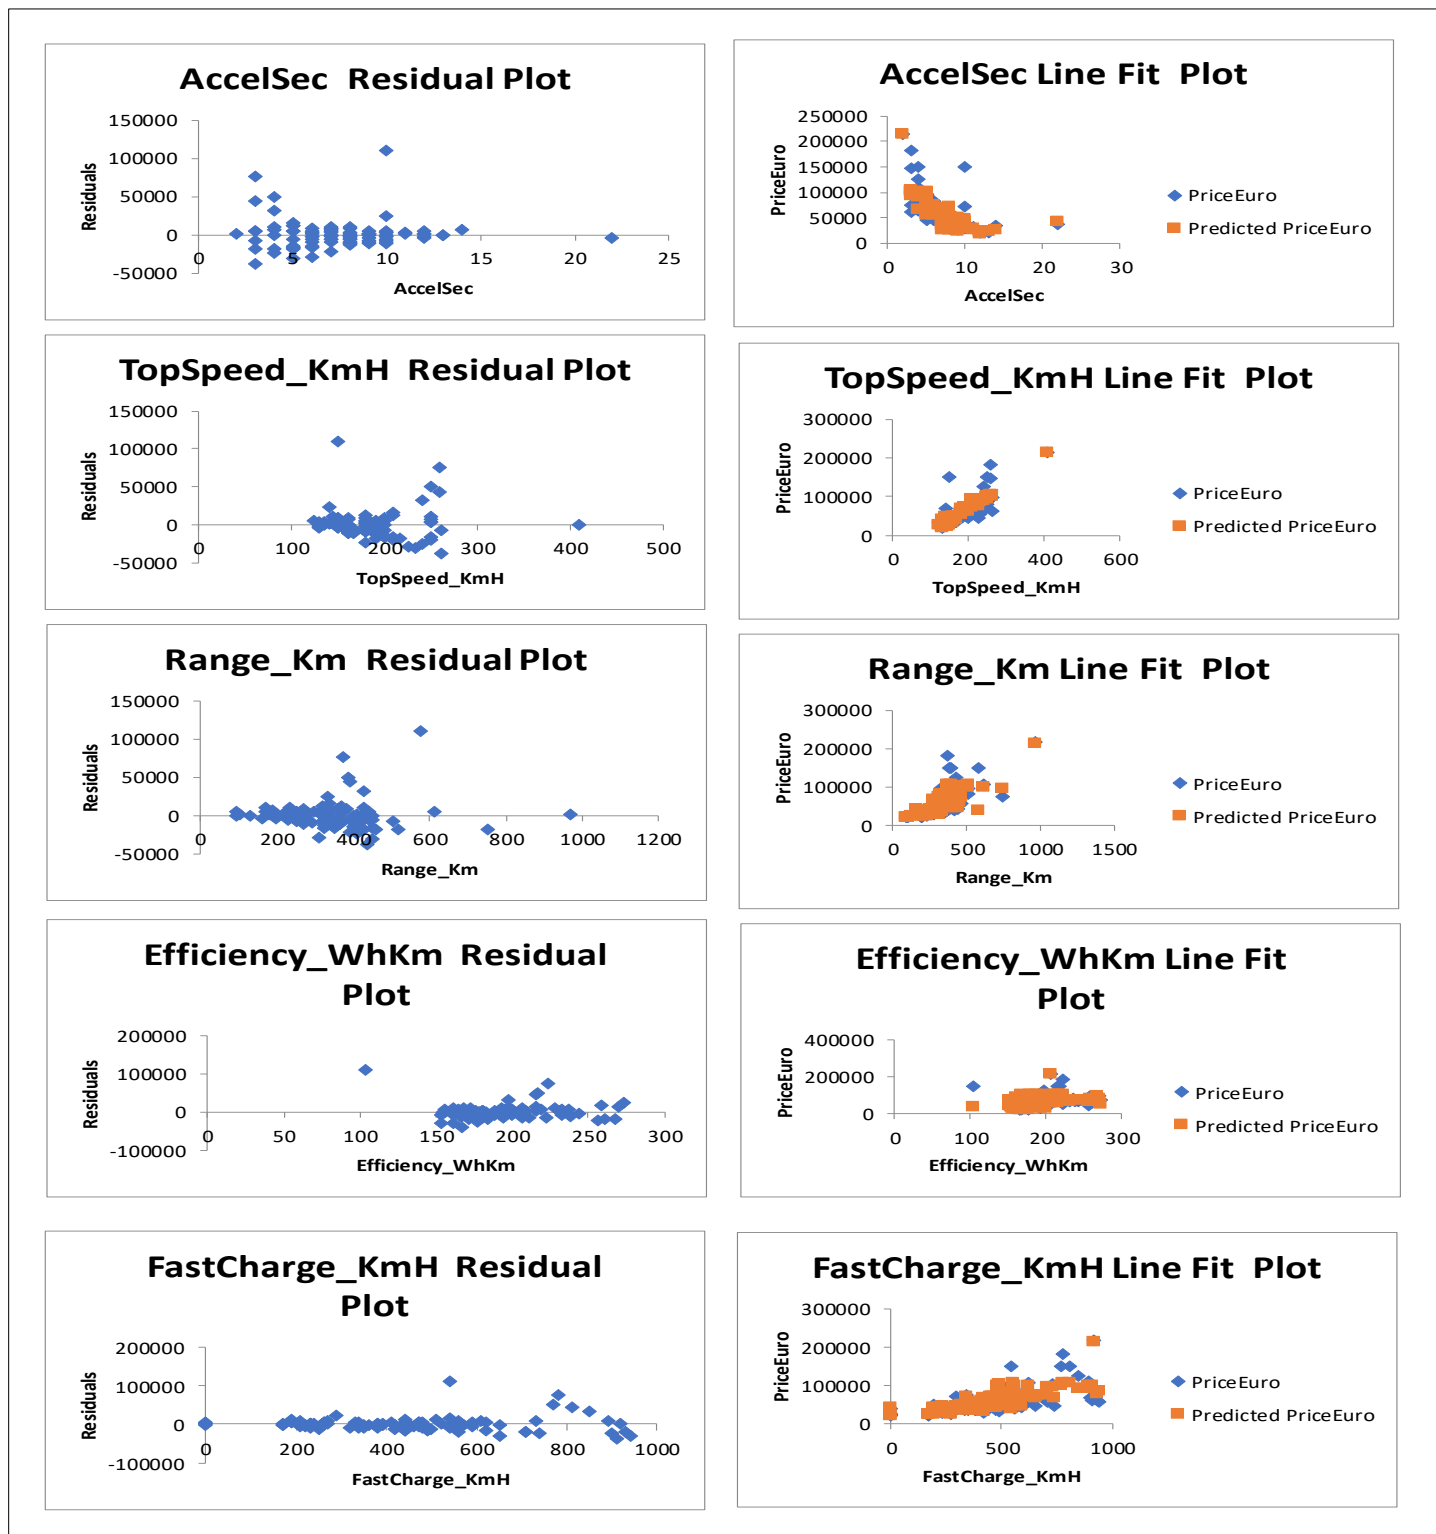 AccelSec Residual Plot
150000
100000
50000
0
-50000
0
5
10
15
20
25
Residuals
AccelSec
AccelSec Line Fit Plot
250000
200000
150000
100000
50000
0
0
10
20
30
PriceEuro
AccelSec
PriceEuro
Predicted PriceEuro
TopSpeed_KmH Residual Plot
150000
100000
50000
0
-50000
0
100
200
300
400
500
Residuals
TopSpeed_KmH
TopSpeed_KmH Line Fit Plot
300000
200000
100000
0
0
200
400
600
PriceEuro
TopSpeed_KmH
PriceEuro
Predicted PriceEuro
Range_Km Residual Plot
150000
100000
50000
0
-50000
0
200
400
600
800
1000
1200
Residuals
Range_Km
Range_Km Line Fit Plot
300000
200000
100000
0
0
500
1000
1500
PriceEuro
Range_Km
PriceEuro
Predicted PriceEuro
Efficiency_WhKm Residual
Plot
200000
100000
0
-100000
0
50
100
150
200
250
300
Residuals
Efficiency_WhKm
Efficiency_WhKm Line Fit
Plot
400000
200000
0
0
100
200
300
PriceEuro
Efficiency_WhKm
PriceEuro
Predicted PriceEuro
FastCharge_KmH Residual
Plot
200000
100000
0
-100000
0
200
400
600
800
1000
Residuals
FastCharge_KmH
FastCharge_KmH Line Fit Plot
300000
200000
100000
0
0
500
1000
PriceEuro
FastCharge_KmH
PriceEuro
Predicted PriceEuro